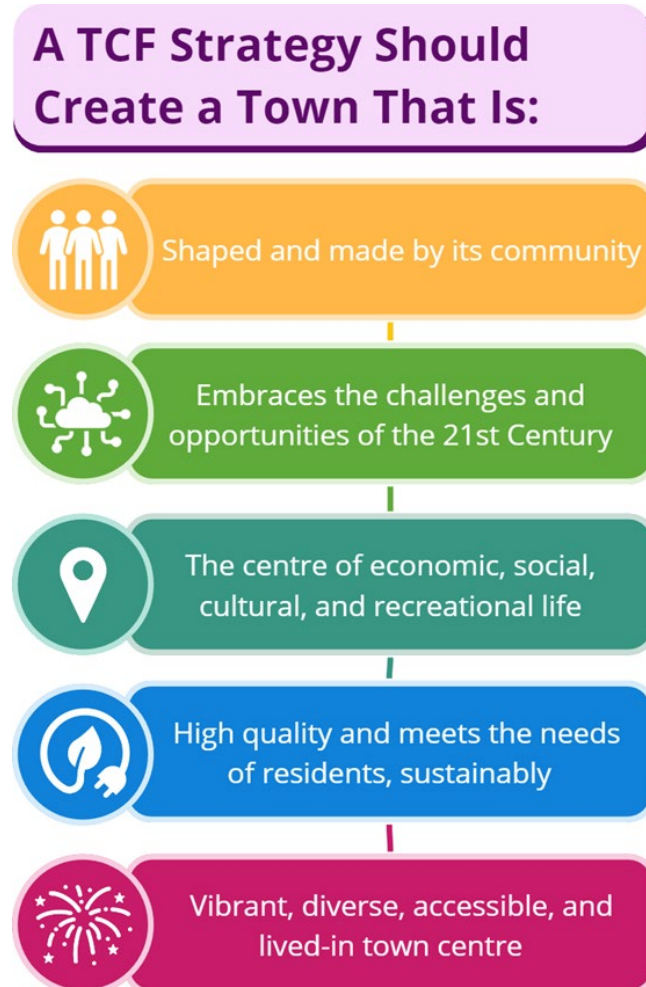 A TCF Strategy Should
Create a Town That Is:
Shaped and made by its community
Embraces the challenges and
opportunities of the 21st Century
The centre of economic, social,
cultural, and recreational life
High quality and meets the needs
of residents, sustainably
Vibrant, diverse, accessible, and
lived-in town centre